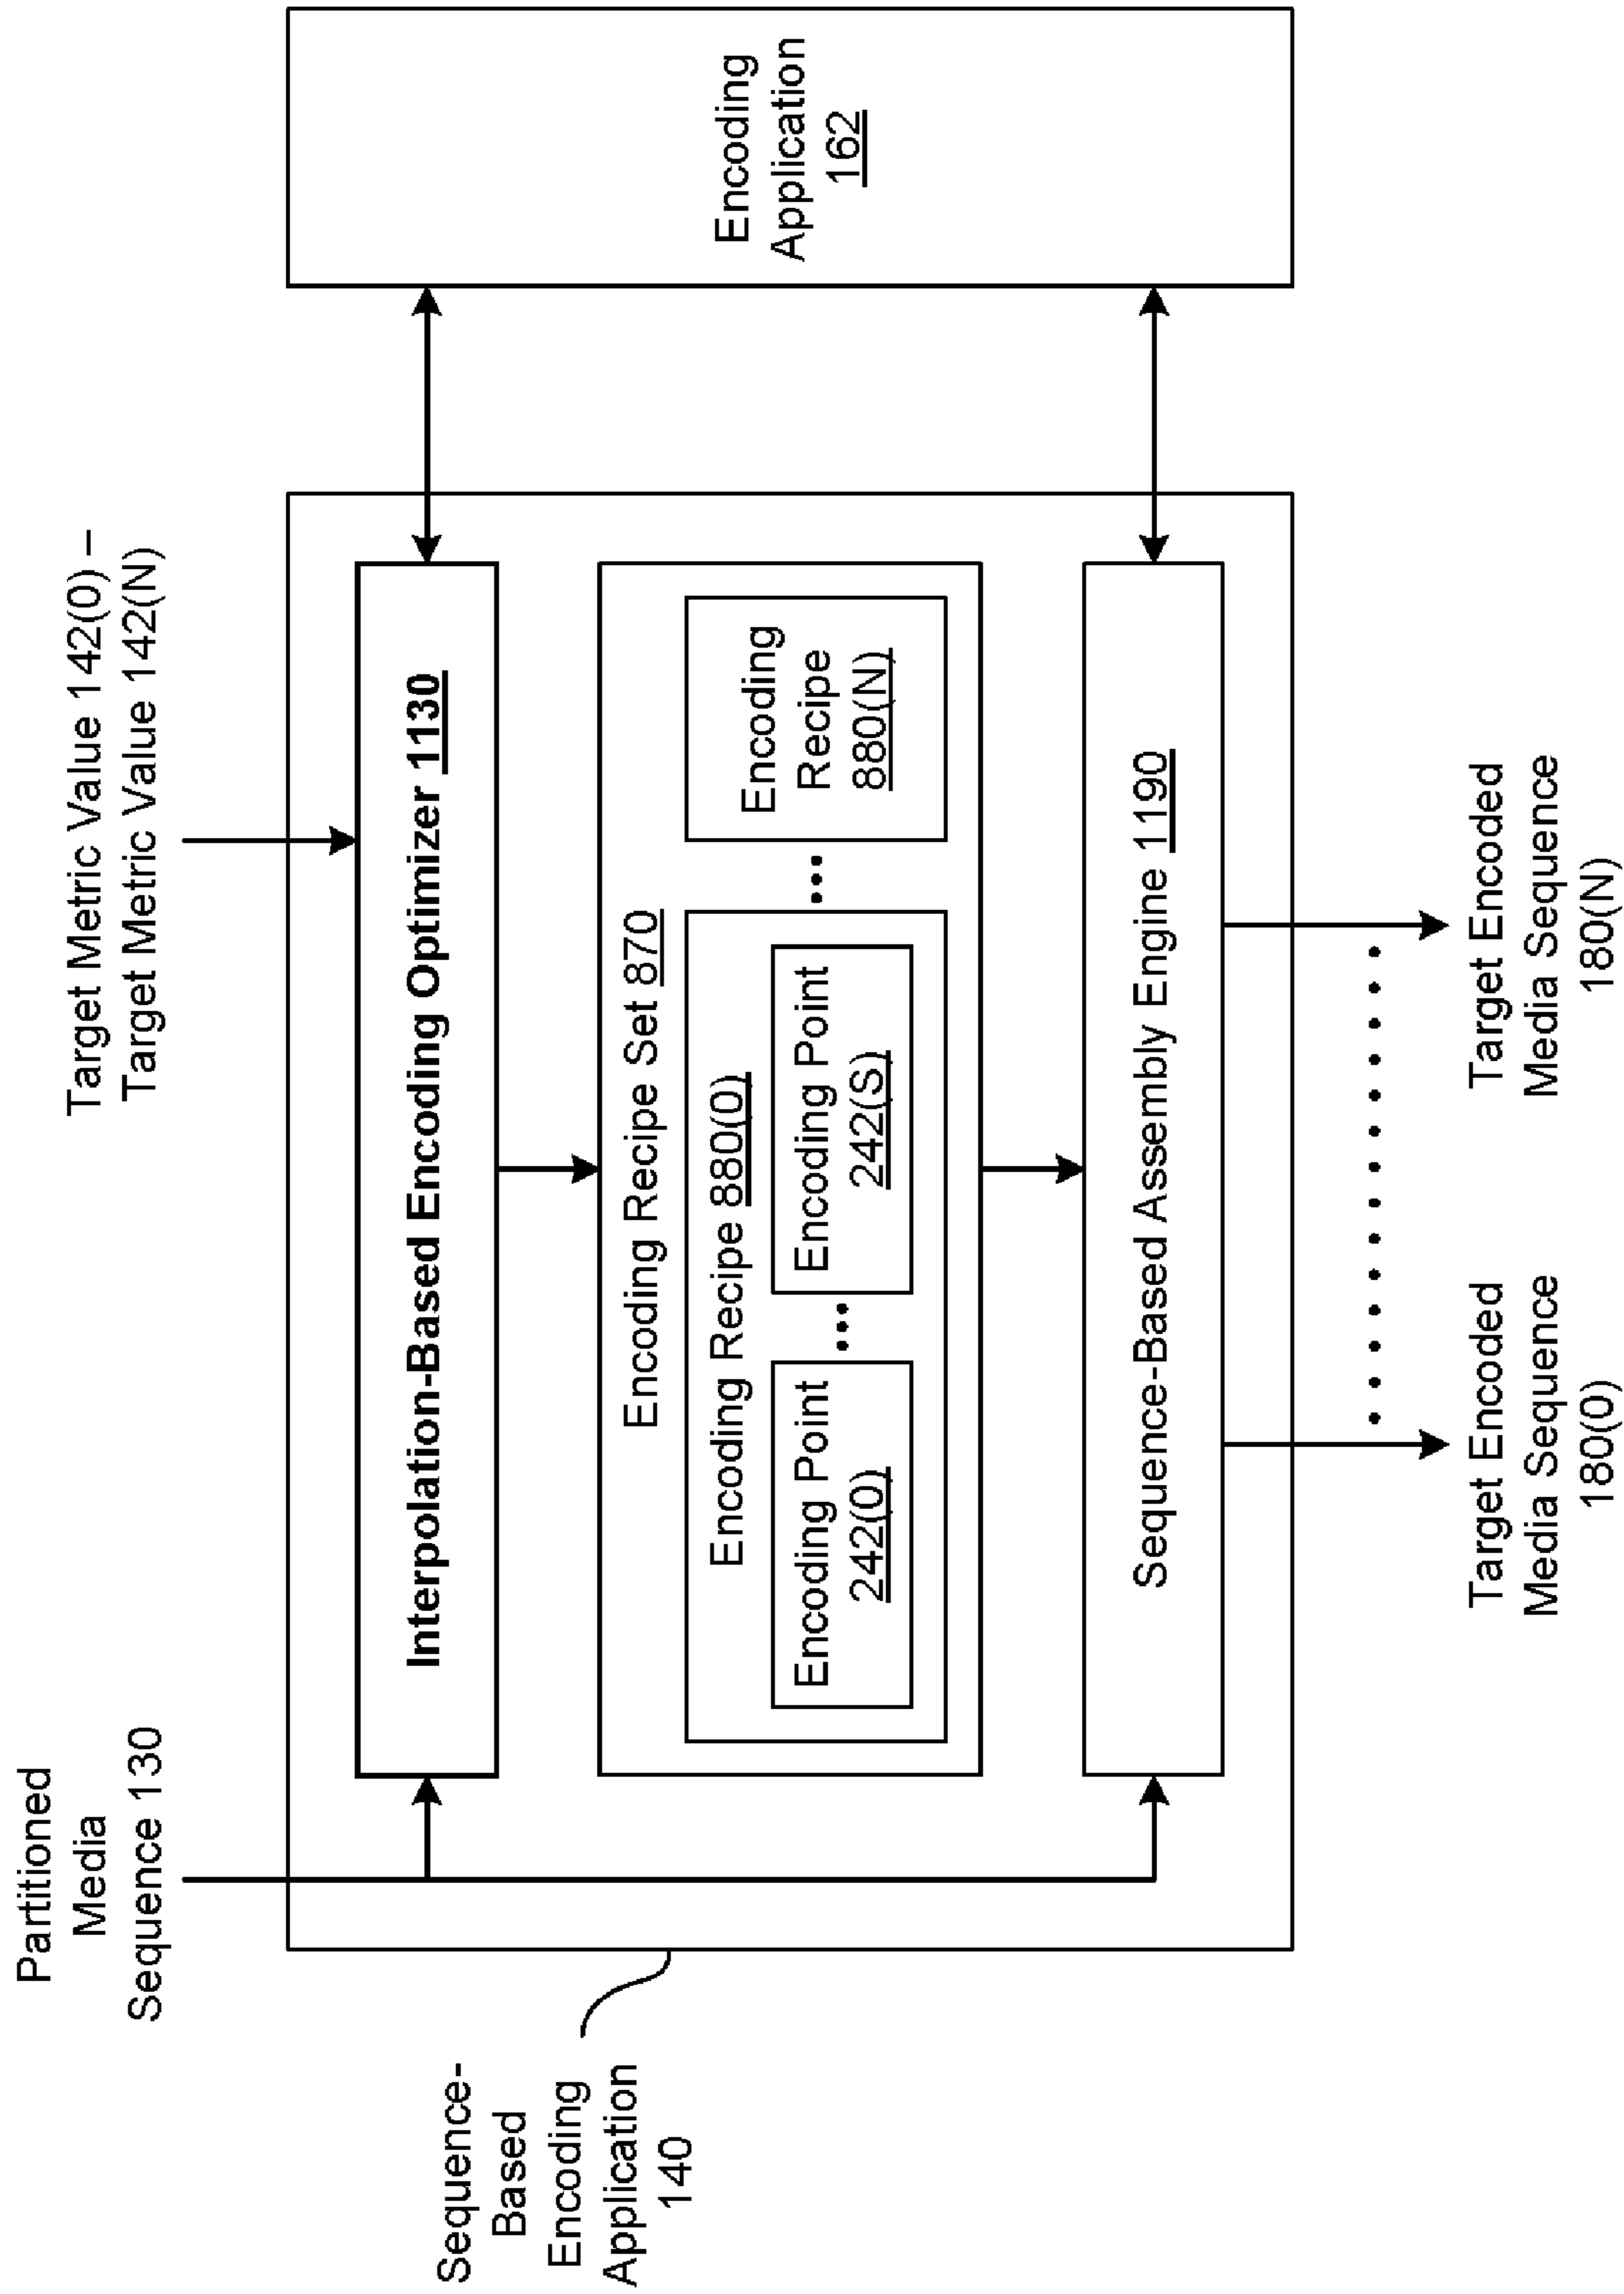 Partitioned
Media
Sequence 130
Target Metric Value 142(0) –
Target Metric Value 142(N)
Sequence-
Based
Encoding
Application
140
Interpolation-Based Encoding Optimizer 1130
Encoding Recipe Set 870
Encoding Recipe 880(0)
Encoding Point
242(0)
...
Encoding Point
242(S)
...
Encoding
Recipe
880(N)
Sequence-Based Assembly Engine 1190
Encoding
Application
162
Target Encoded
Media Sequence
180(0)
Target Encoded
Media Sequence
180(N)